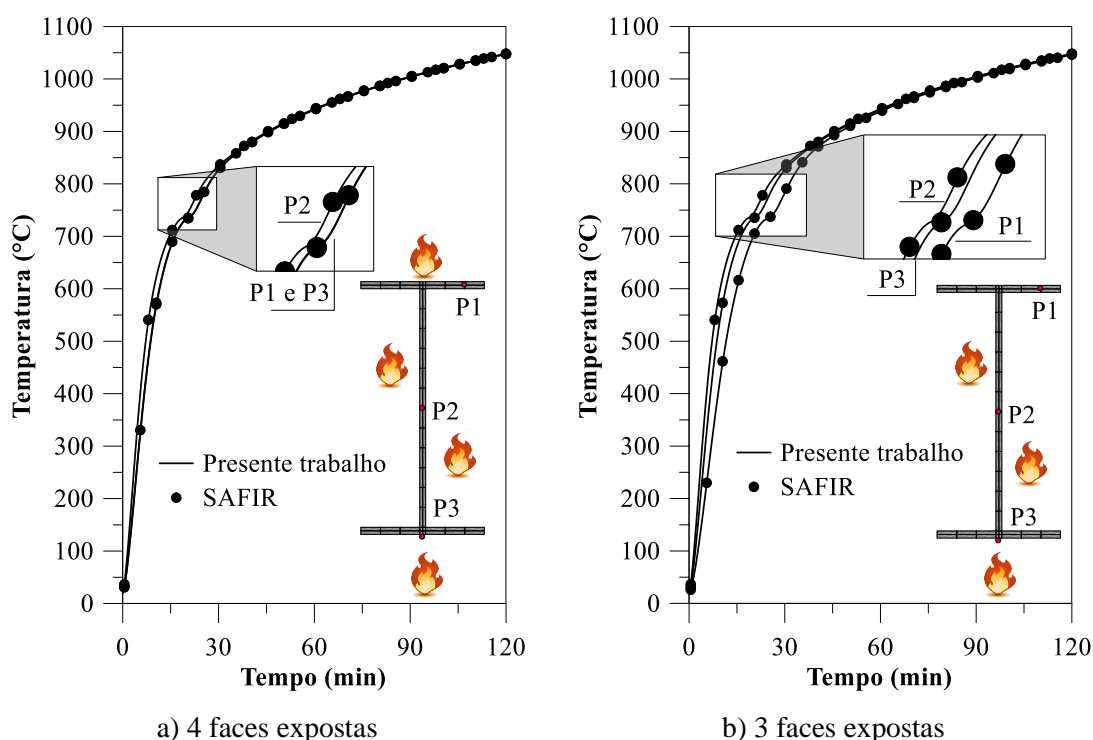 1100
1000
900
800
700
600
500
400
300
200
100
0
Temperatura (°C)
P2
P1 e P3
P1
P2
P3
Presente trabalho
SAFIR
0
30
60
90
120
Tempo (min)
a) 4 faces expostas
1100
1000
900
800
700
600
500
400
300
200
100
0
Temperatura (°C)
P2
P1
P3
P1
P2
P3
Presente trabalho
SAFIR
0
30
60
90
120
Tempo (min)
b) 3 faces expostas